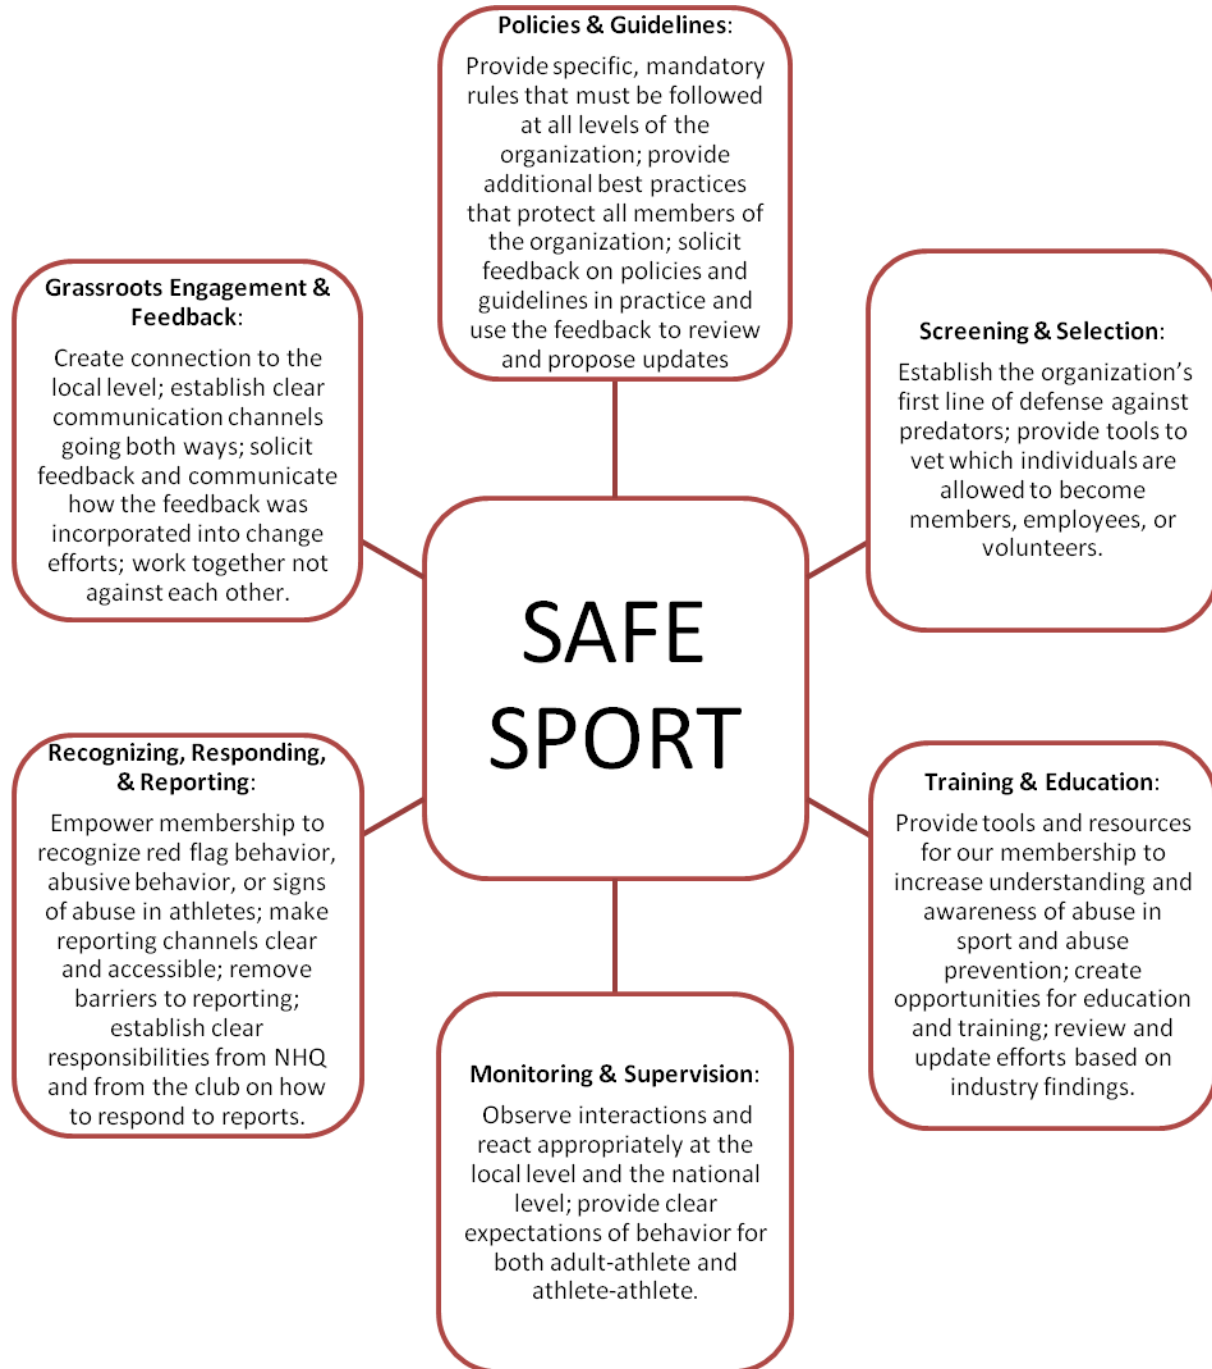 Policies & Guidelines:
Provide specific, mandatory
rules that must be followed
at all levels of the
organization; provide
additional best practices
that protect all members of
the organization; solicit
feedback on policies and
guidelines in practice and
use the feedback to review
and propose updates
Screening & Selection:
Establish the organization’s
first line of defense against
predators; provide tools to
vet which individuals are
allowed to become
members, employees, or
volunteers.
Training & Education:
Provide tools and resources
for our membership to
increase understanding and
awareness of abuse in
sport and abuse
prevention; create
opportunities for education
and training; review and
update efforts based on
industry findings.
Monitoring & Supervision:
Observe interactions and
react appropriately at the
local level and the national
level; provide clear
expectations of behavior for
both adult-athlete and
athlete-athlete.
Recognizing, Responding,
& Reporting:
Empower membership to
recognize red flag behavior,
abusive behavior, or signs
of abuse in athletes; make
reporting channels clear
and accessible; remove
barriers to reporting;
establish clear
responsibilities from NHQ
and from the club on how
to respond to reports.
Grassroots Engagement &
Feedback:
Create connection to the
local level; establish clear
communication channels
going both ways; solicit
feedback and communicate
how the feedback was
incorporated into change
efforts; work together not
against each other.
SAFE
SPORT